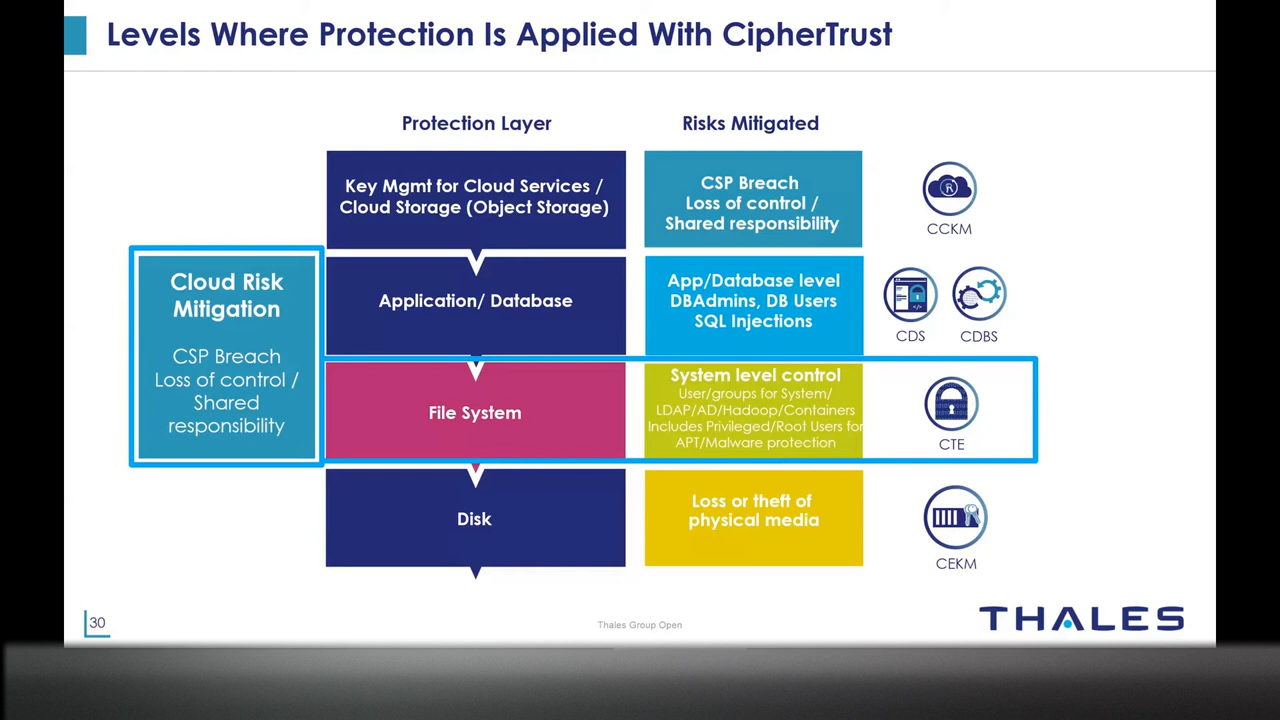 Levels Where Protection Is Applied With CipherTrust
Protection Layer
Risks Mitigated
Key Mgmt for Cloud Services /
Cloud Storage (Object Storage)
CSP Breach
Loss of control /
Shared responsibility
CCKM
Cloud Risk
Mitigation
CSP Breach
Loss of control /
Shared
responsibility
Application/ Database
App/Database level
DBAdmins, DB Users
SQL Injections
CDS
CDBS
File System
System level control
User/groups for System/
LDAP/AD/Hadoop/Containers
Includes Privileged/Root Users for
APT/Malware protection
CTE
Disk
Loss or theft of
physical media
CEKM
30
Thales Group Open
THALES